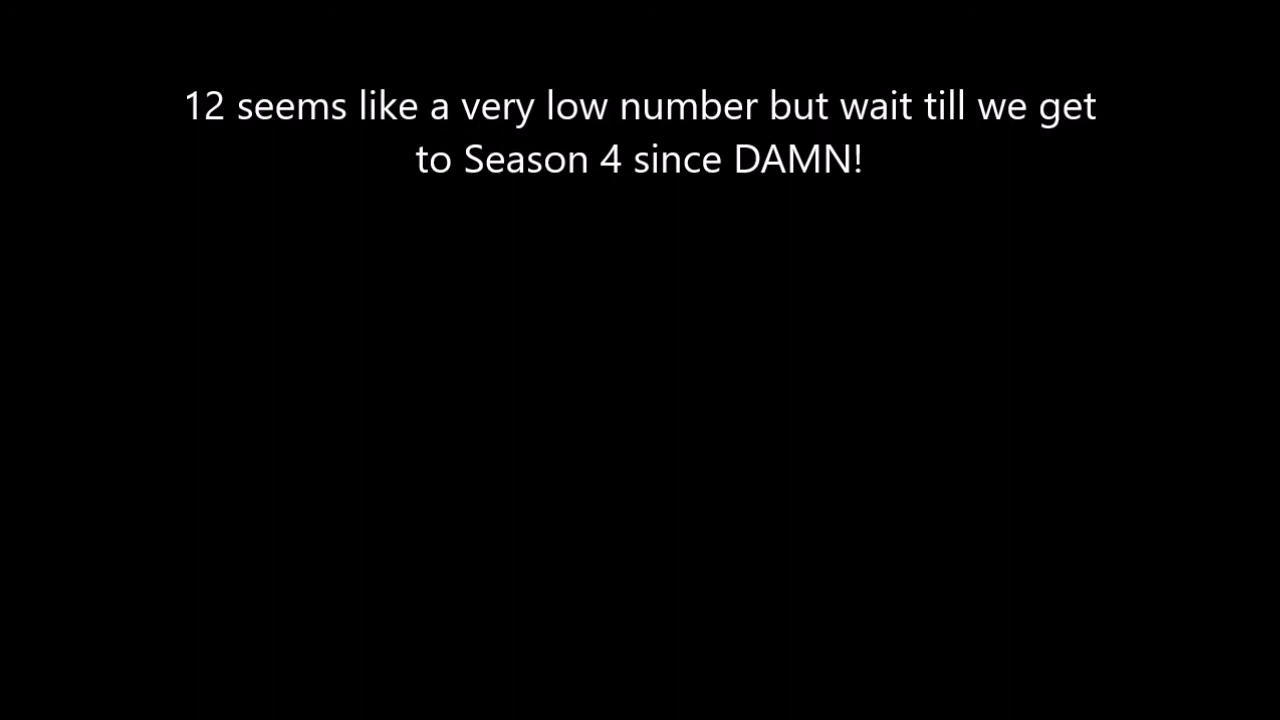 12 seems like a very low number but wait till we get
to Season 4 since DAMN!